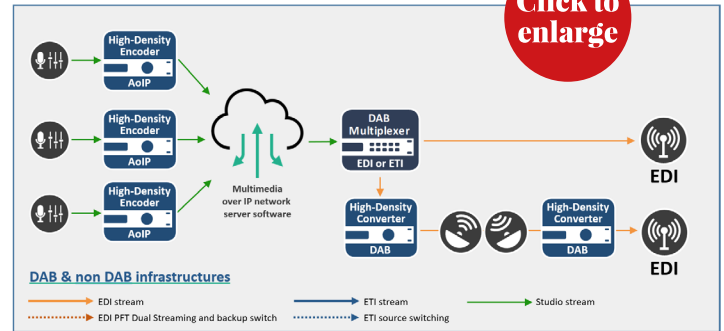 Click to
enlarge
High-Density
Encoder
AoIP
High-Density
Encoder
AoIP
High-Density
Encoder
AoIP
Multimedia
over IP network
server software
DAB
Multiplexer
EDI or ETI
EDI
High-Density
Converter
DAB
High-Density
Converter
DAB
EDI
DAB & non DAB infrastructures
EDI stream
ETI stream
Studio stream
EDI PFT Dual Streaming and backup switch
ETI source switching